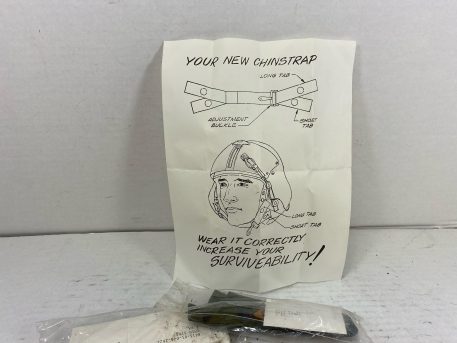 YOUR NEW CHINSTRAP
LONG TAB
ADJUSTMENT
BUCKLE
SHORT
TAB
LONG TAB
SHORT TAB
WEAR IT CORRECTLY
INCREASE YOUR
SURVIVEABILITY!